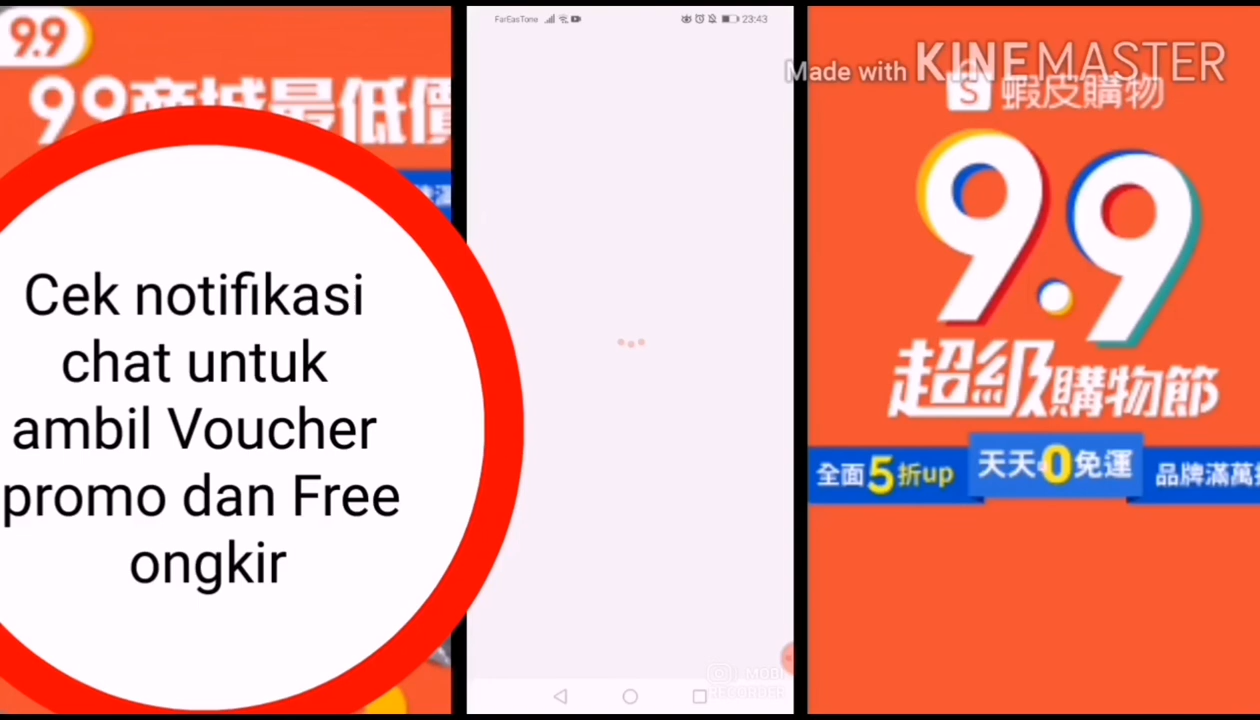 9.9
99商城最低價
Cek notifikasi
chat untuk
ambil Voucher
promo dan Free
ongkir
FarEasTone
23:43
MOBI
RECORDER
Made with KINEMASTER
蝦皮購物
9.9
超級購物節
全面5折up
天天0免運
品牌滿萬